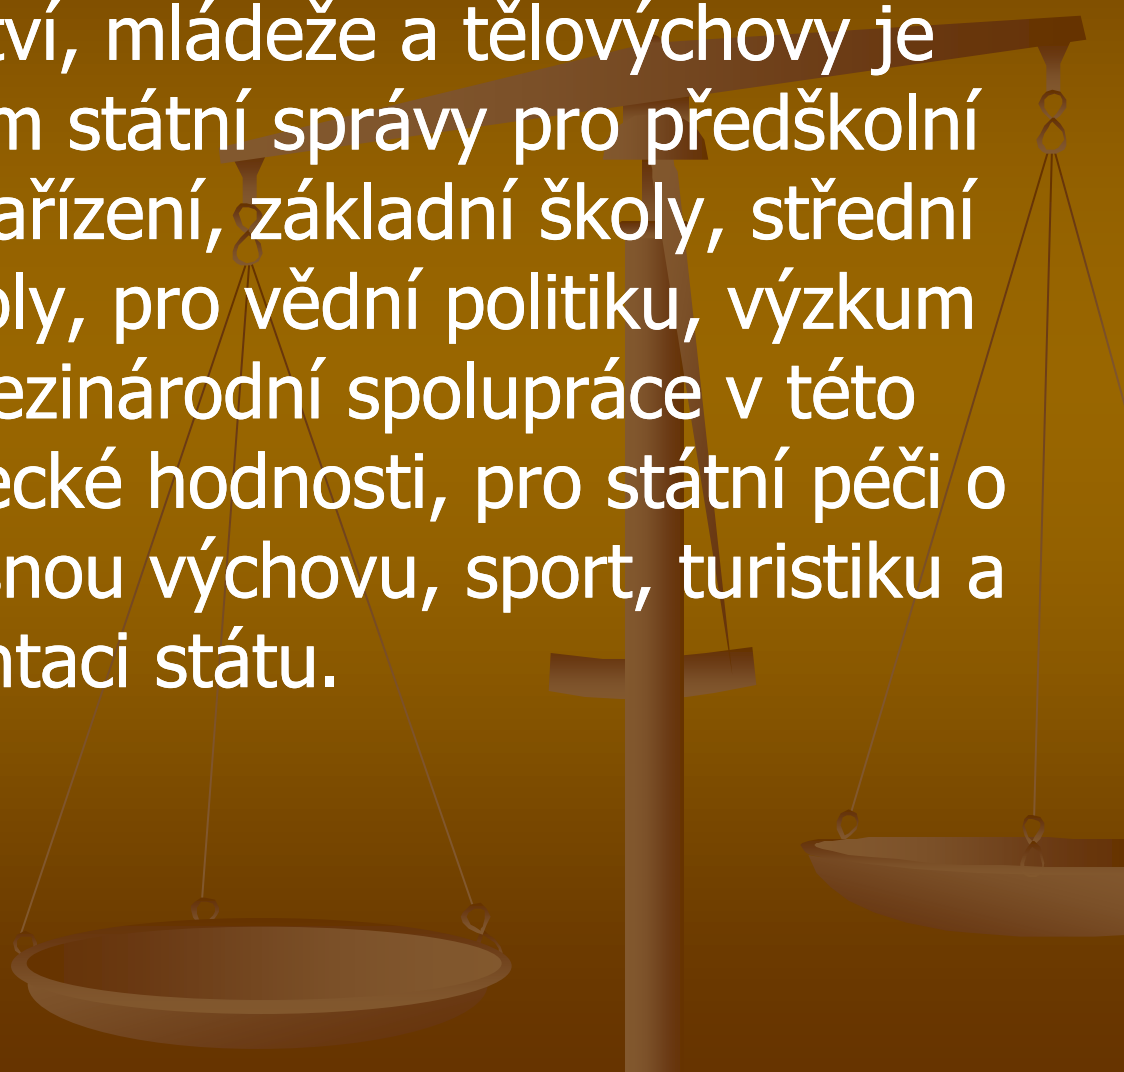 tví, mládeže a tělovýchovy je
m státní správy pro předškolní
ařízení, základní školy, střední
oly, pro vědní politiku, výzkum
ezinárodní spolupráce v této
ecké hodnosti, pro státní péči o
snou výchovu, sport, turistiku a
ntaci státu.